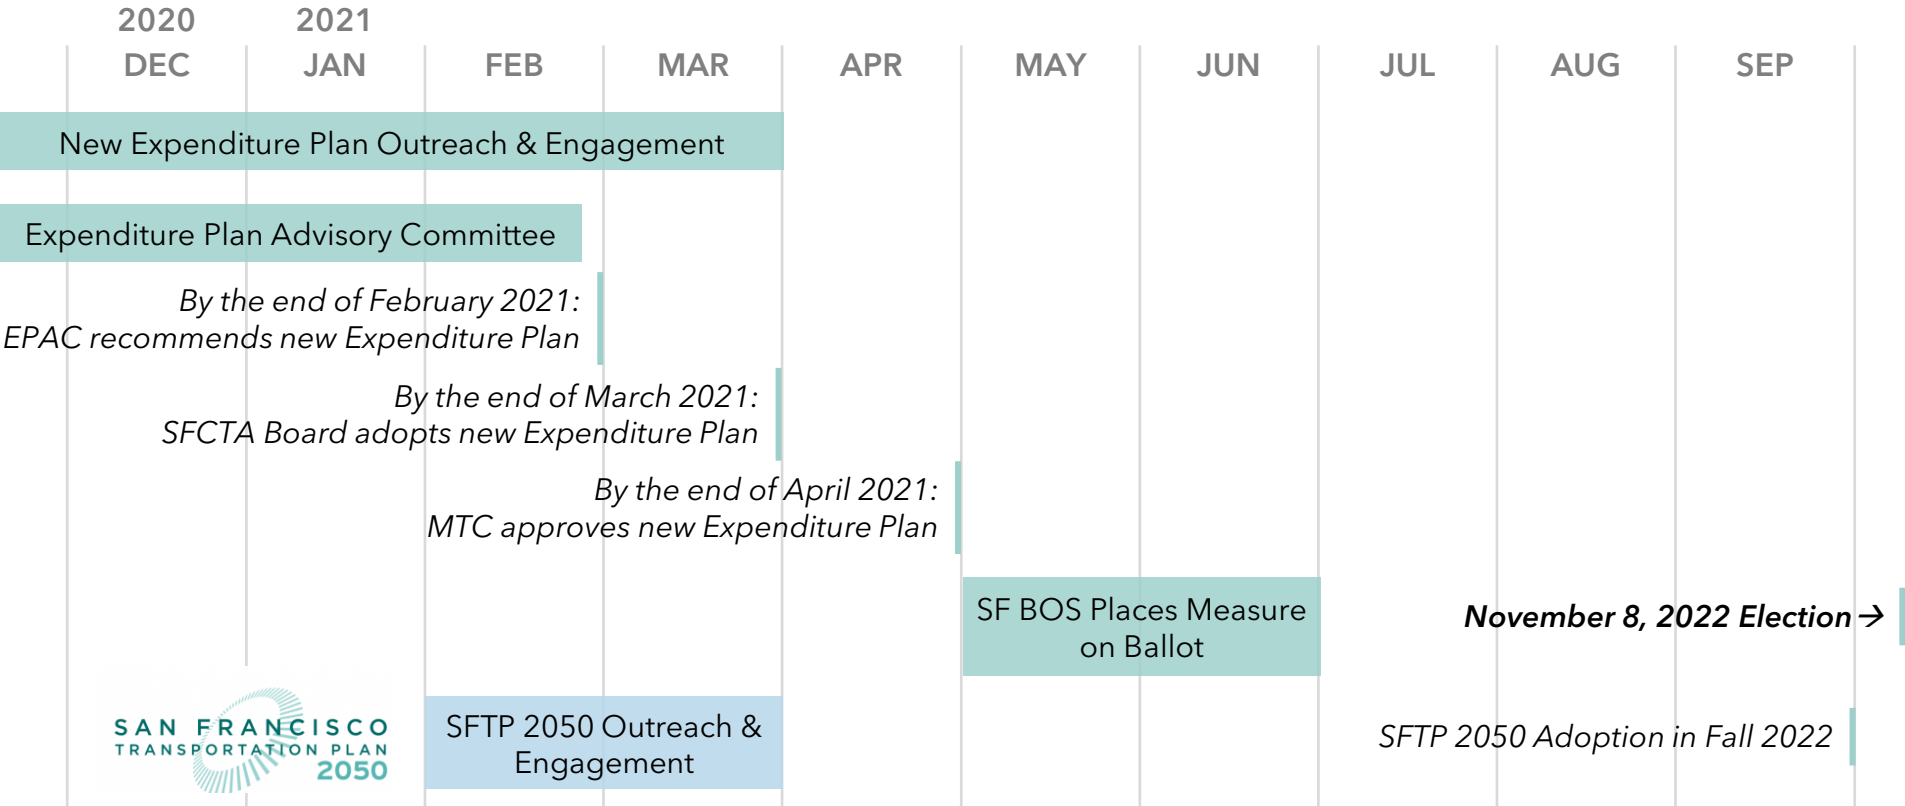 2020 2021
DEC JAN FEB MAR APR MAY JUN JUL AUG SEP
New Expenditure Plan Outreach & Engagement
Expenditure Plan Advisory Committee
By the end of February 2021:
EPAC recommends new Expenditure Plan
By the end of March 2021:
SFCTA Board adopts new Expenditure Plan
By the end of April 2021:
MTC approves new Expenditure Plan
SF BOS Places Measure
on Ballot
November 8, 2022 Election→
SAN FRANCISCO
TRANSPORTATION PLAN
2050
SFTP 2050 Outreach &
Engagement
SFTP 2050 Adoption in Fall 2022